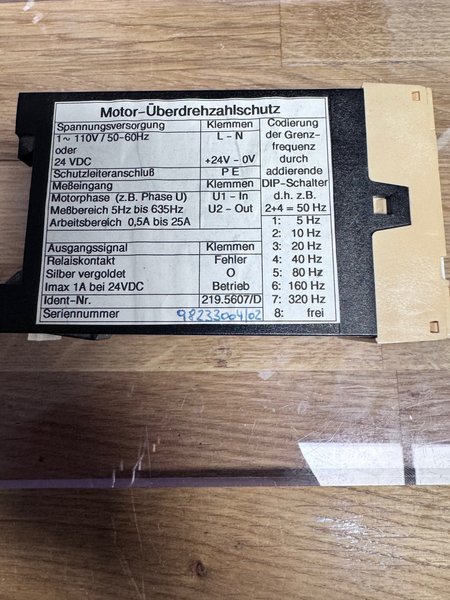 Motor-Überdrehzahlschutz
Spannungsversorgung Klemmen
1~ 110V / 50-60Hz L - N
oder
24 VDC +24V - 0V
Schutzleiteranschluß P E
Meßeingang Klemmen
Motorphase (z.B. Phase U) U1 - In
Meßbereich 5Hz bis 635Hz U2 - Out
Arbeitsbereich 0,5A bis 25A
Ausgangssignal Klemmen
Relaiskontakt Fehler
Silber vergoldet O
Imax 1A bei 24VDC Betrieb
Ident-Nr. 219.5607/D
Seriennummer 98233004/02
Codierung
der Grenz-
frequenz
durch
addierende
DIP-Schalter
d.h. z.B.
2+4 = 50 Hz
1: 5 Hz
2: 10 Hz
3: 20 Hz
4: 40 Hz
5: 80 Hz
6: 160 Hz
7: 320 Hz
8: frei